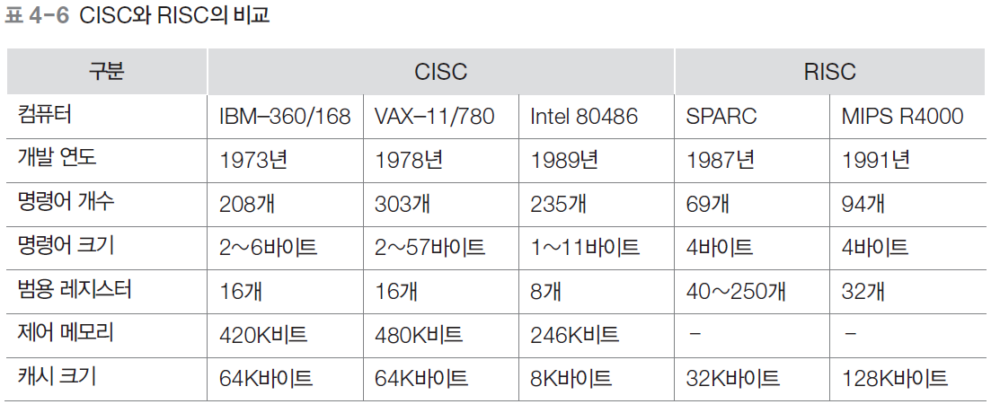 표 4-6 CISC와 RISC의 비교
구분 CISC RISC
컴퓨터 IBM-360/168 VAX-11/780 Intel 80486 SPARC MIPS R4000
개발 연도 1973년 1978년 1989년 1987년 1991년
명령어 개수 208개 303개 235개 69개 94개
명령어 크기 2~6바이트 2~57바이트 1~11바이트 4바이트 4바이트
범용 레지스터 16개 16개 8개 40~250개 32개
제어 메모리 420K비트 480K비트 246K비트 - -
캐시 크기 64K바이트 64K바이트 8K바이트 32K바이트 128K바이트